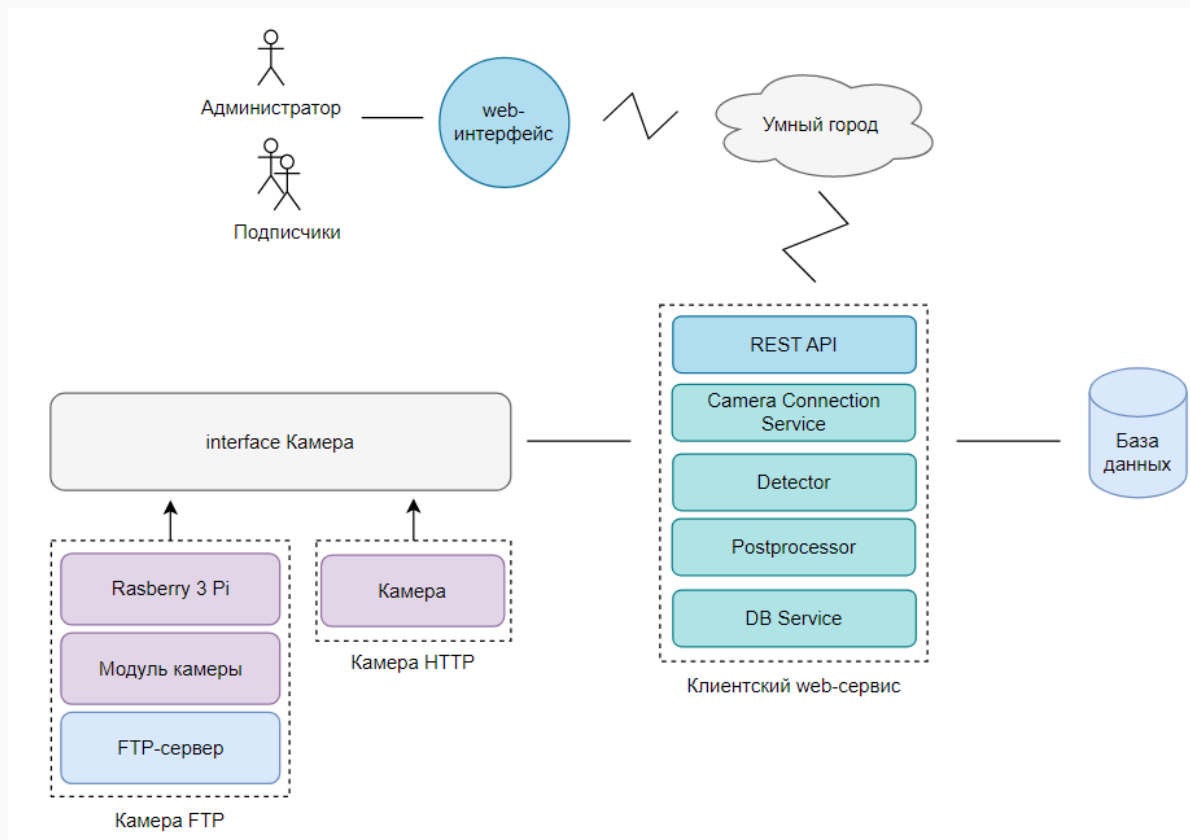 Администратор
web-
интерфейс
Умный город
Подписчики
REST API
Camera Connection
Service
interface Камера
База
данных
Detector
Postprocessor
Rasberry 3 Pi
Камера
DB Service
Камера HTTP
Модуль камеры
Клиентский web-сервис
FTP-сервер
Камера FTP